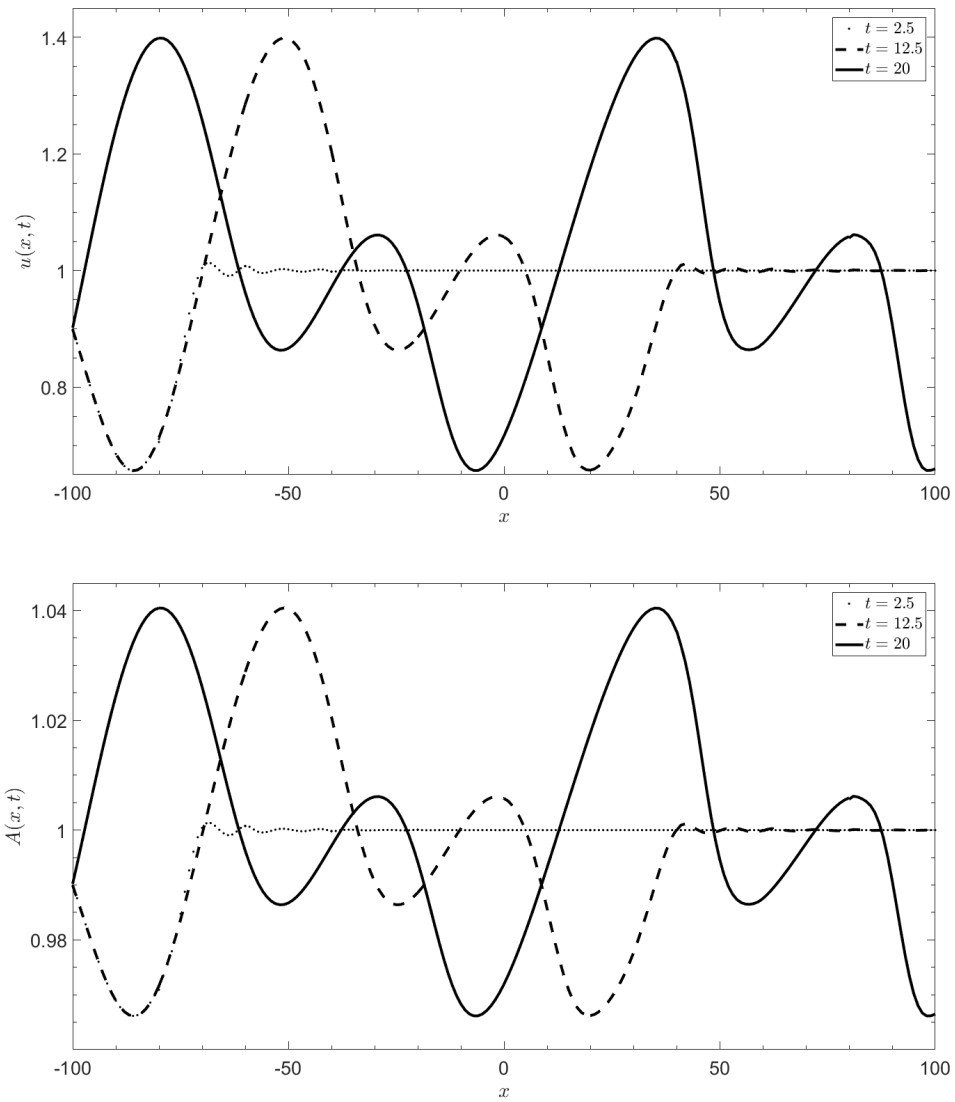 1.4
1.2
1
0.8
u(x, t)
t = 2.5
t = 12.5
t = 20
-100 -50 0 50 100
x
1.04
1.02
1
0.98
A(x, t)
t = 2.5
t = 12.5
t = 20
-100 -50 0 50 100
x